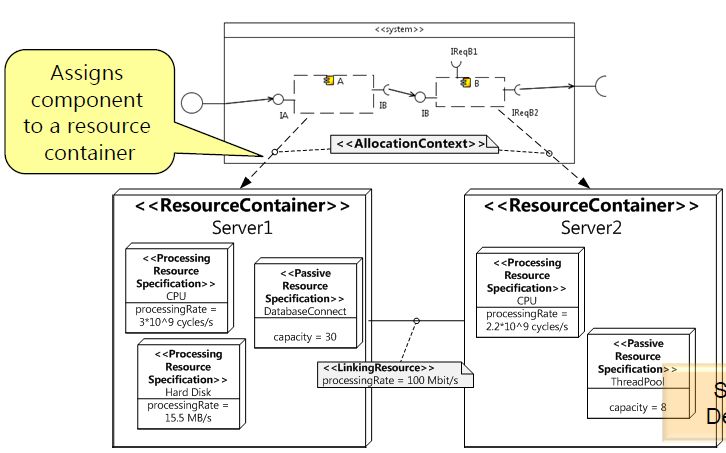 <<system>>
IReqB1
Assigns
component
to a resource
container
A
B
IA
IB
IB
IReqB2
<<AllocationContext>>
<<ResourceContainer>>
Server1
<<Processing
Resource
Specification>>
CPU
processingRate =
3*10^9 cycles/s
<<Passive
Resource
Specification>>
DatabaseConnect
capacity = 30
<<Processing
Resource
Specification>>
Hard Disk
processingRate =
15.5 MB/s
<<LinkingResource>>
processingRate = 100 Mbit/s
<<ResourceContainer>>
Server2
<<Processing
Resource
Specification>>
CPU
processingRate =
2.2*10^9 cycles/s
<<Passive
Resource
Specification>>
ThreadPool
capacity = 8